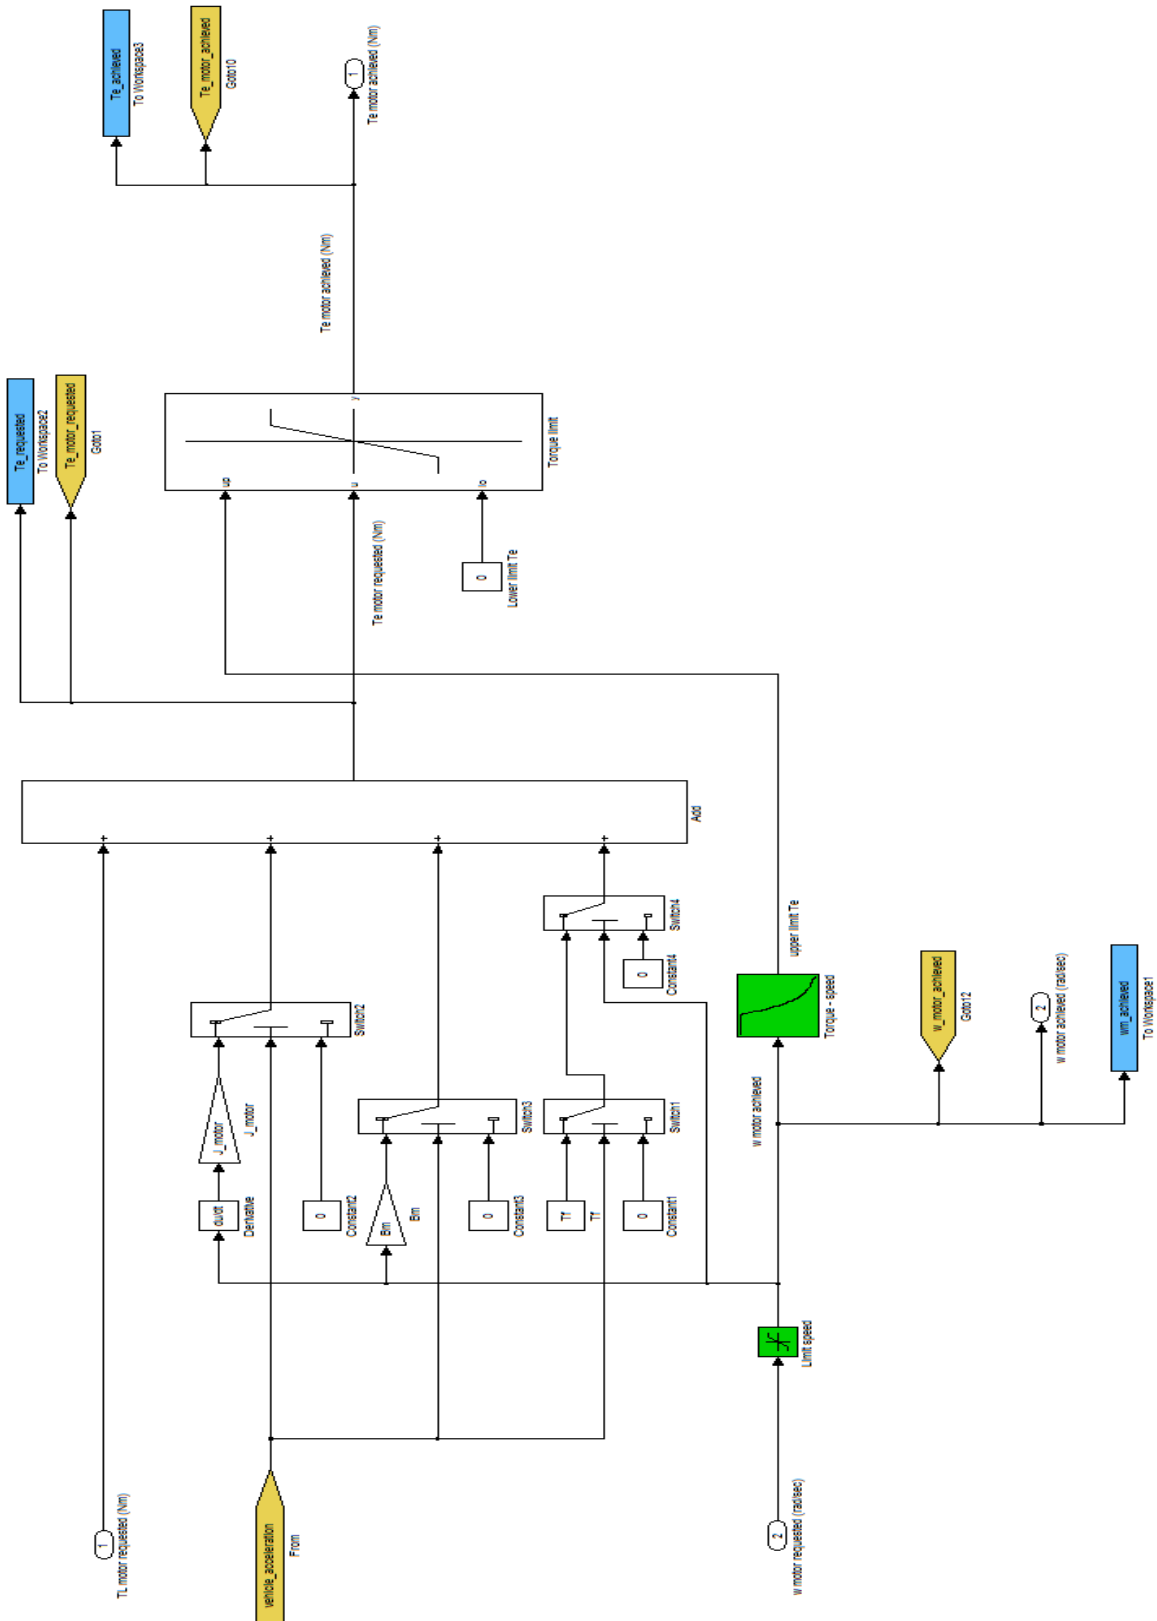 Te_achieved
To Workspace3
Te_motor_achieved
Goto10
1
Te motor achieved (Nm)
Te motor achieved (Nm)
Te_requested
To Workspace2
Te_motor_requested
Goto1
up
u
lo
y
Torque limit
Te motor requested (Nm)
0
Lower limit Te
+
+
+
+
Add
Switch4
0
Constant4
upper limit Te
Torque - speed
w_motor_achieved
Goto12
2
w motor achieved (rad/sec)
wm_achieved
To Workspace1
w motor achieved
Switch2
J_motor
J_motor
du/dt
Derivative
0
Constant2
Switch3
Bm
Bm
0
Constant3
Switch1
Tf
Tf
0
Constant1
Limit speed
1
TL motor requested (Nm)
vehicle_acceleration
From
2
w motor requested (rad/sec)